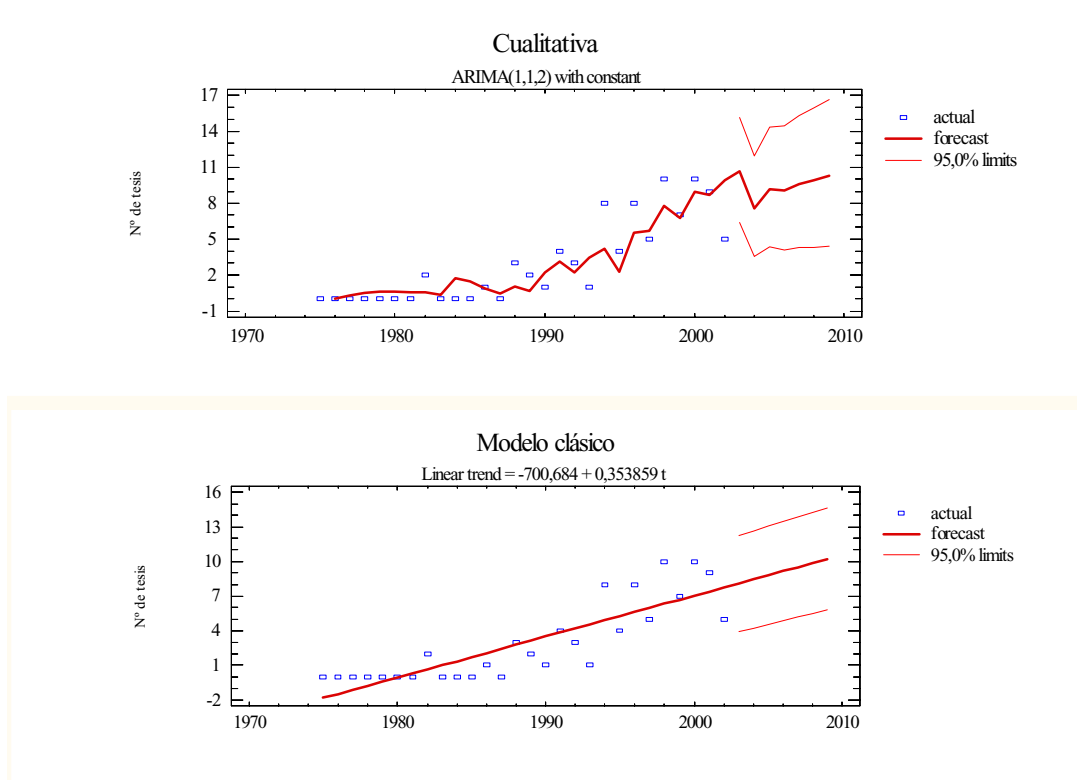 Cualitativa
ARIMA(1,1,2) with constant
17
14
11
8
5
2
-1
Nº de tesis
1970 1980 1990 2000 2010
actual
forecast
95,0% limits
Modelo clásico
Linear trend = -700,684 + 0,353859 t
16
13
10
7
4
1
-2
Nº de tesis
1970 1980 1990 2000 2010
actual
forecast
95,0% limits